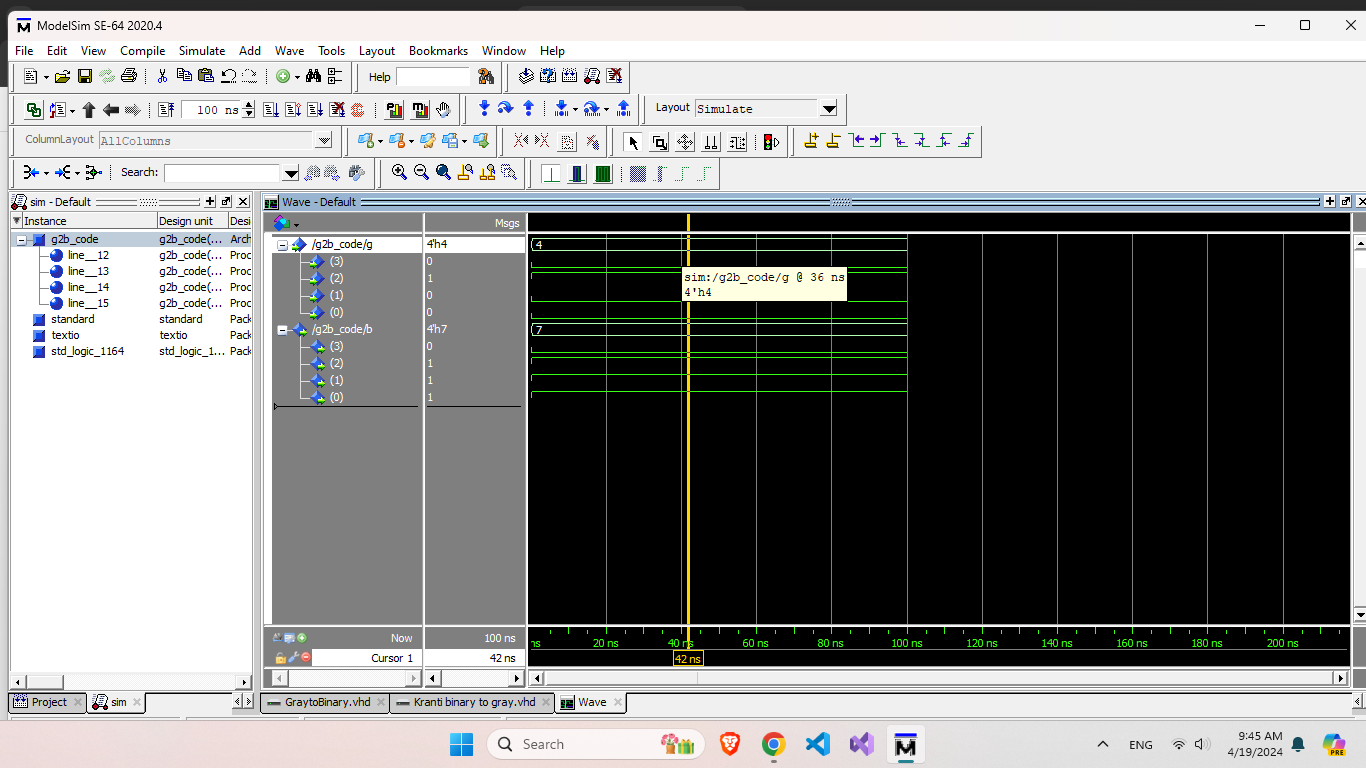 ModelSim SE-64 2020.4
File Edit View Compile Simulate Add Wave Tools Layout Bookmarks Window Help
Help
100 ns
Layout Simulate
ColumnLayout AllColumns
Search:
sim - Default
Instance Design unit Desi
g2b_code g2b_code(... Arch
line__12 g2b_code(... Proc
line__13 g2b_code(... Proc
line__14 g2b_code(... Proc
line__15 g2b_code(... Proc
standard standard Pack
textio textio Pack
std_logic_1164 std_logic_1... Pack
Wave - Default
Msgs
/g2b_code/g 4'h4 4
(3) 0
(2) 1
(1) 0
(0) 0
sim:/g2b_code/g @ 36 ns
4'h4
/g2b_code/b 4'h7 7
(3) 0
(2) 1
(1) 1
(0) 1
Now 100 ns
ns 20 ns 40 ns 60 ns 80 ns 100 ns 120 ns 140 ns 160 ns 180 ns 200 ns
Cursor 1 42 ns 42 ns
Project sim
GraytoBinary.vhd Kranti binary to gray.vhd Wave
Search
PRE
ENG
9:45 AM
4/19/2024